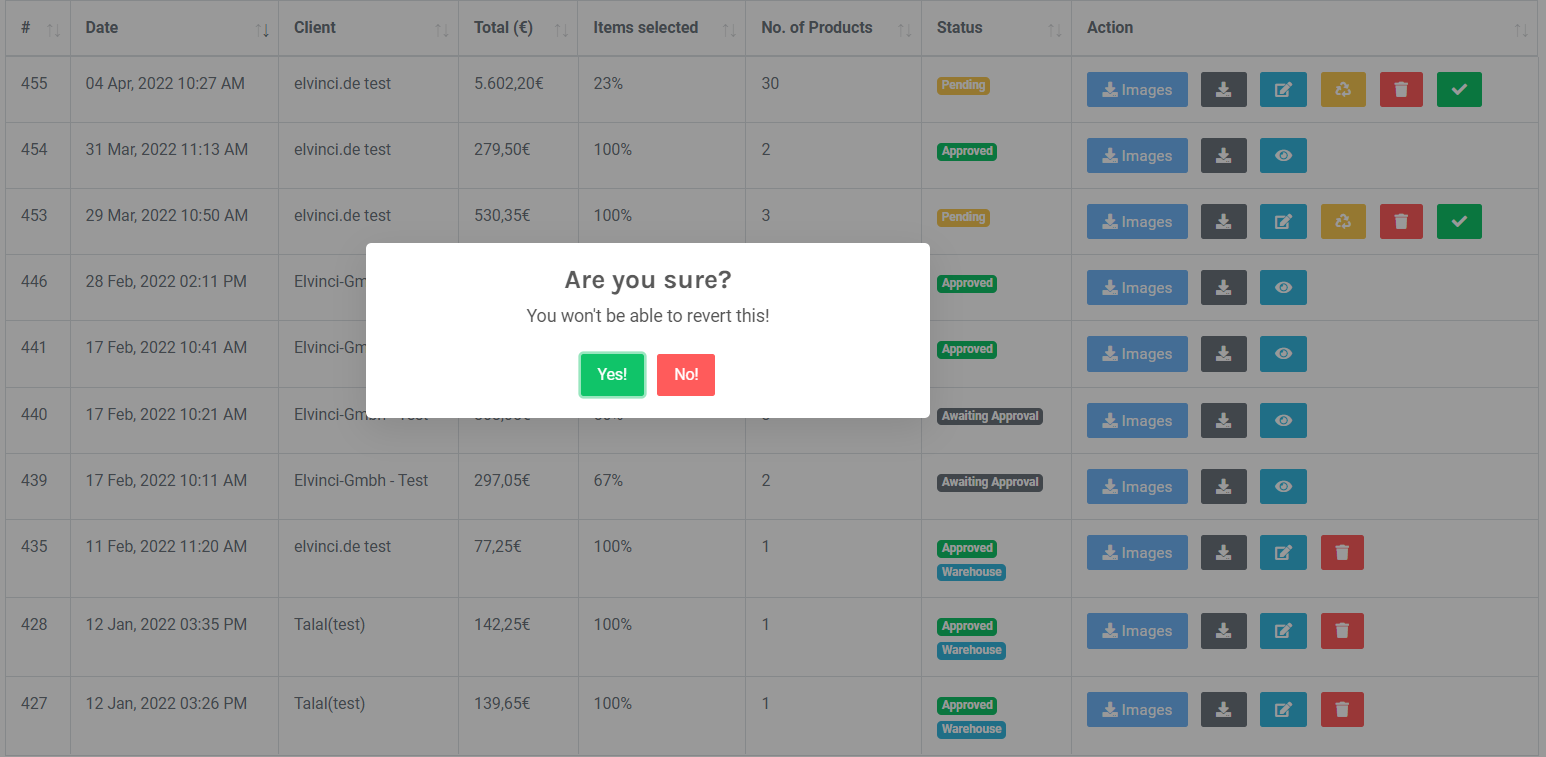 # Date Client Total (€) Items selected No. of Products Status Action
455 04 Apr, 2022 10:27 AM elvinci.de test 5.602,20€ 23% 30 Pending Images
454 31 Mar, 2022 11:13 AM elvinci.de test 279,50€ 100% 2 Approved Images
453 29 Mar, 2022 10:50 AM elvinci.de test 530,35€ 100% 3 Pending Images
Are you sure?
You won't be able to revert this!
Yes! No!
446 28 Feb, 2022 02:11 PM Elvinci-Gm Approved Images
441 17 Feb, 2022 10:41 AM Elvinci-Gm Approved Images
440 17 Feb, 2022 10:21 AM Elvinci-Gmbh - Test Awaiting Approval Images
439 17 Feb, 2022 10:11 AM Elvinci-Gmbh - Test 297,05€ 67% 2 Awaiting Approval Images
435 11 Feb, 2022 11:20 AM elvinci.de test 77,25€ 100% 1 Approved Images
Warehouse
428 12 Jan, 2022 03:35 PM Talal(test) 142,25€ 100% 1 Approved Images
Warehouse
427 12 Jan, 2022 03:26 PM Talal(test) 139,65€ 100% 1 Approved Images
Warehouse